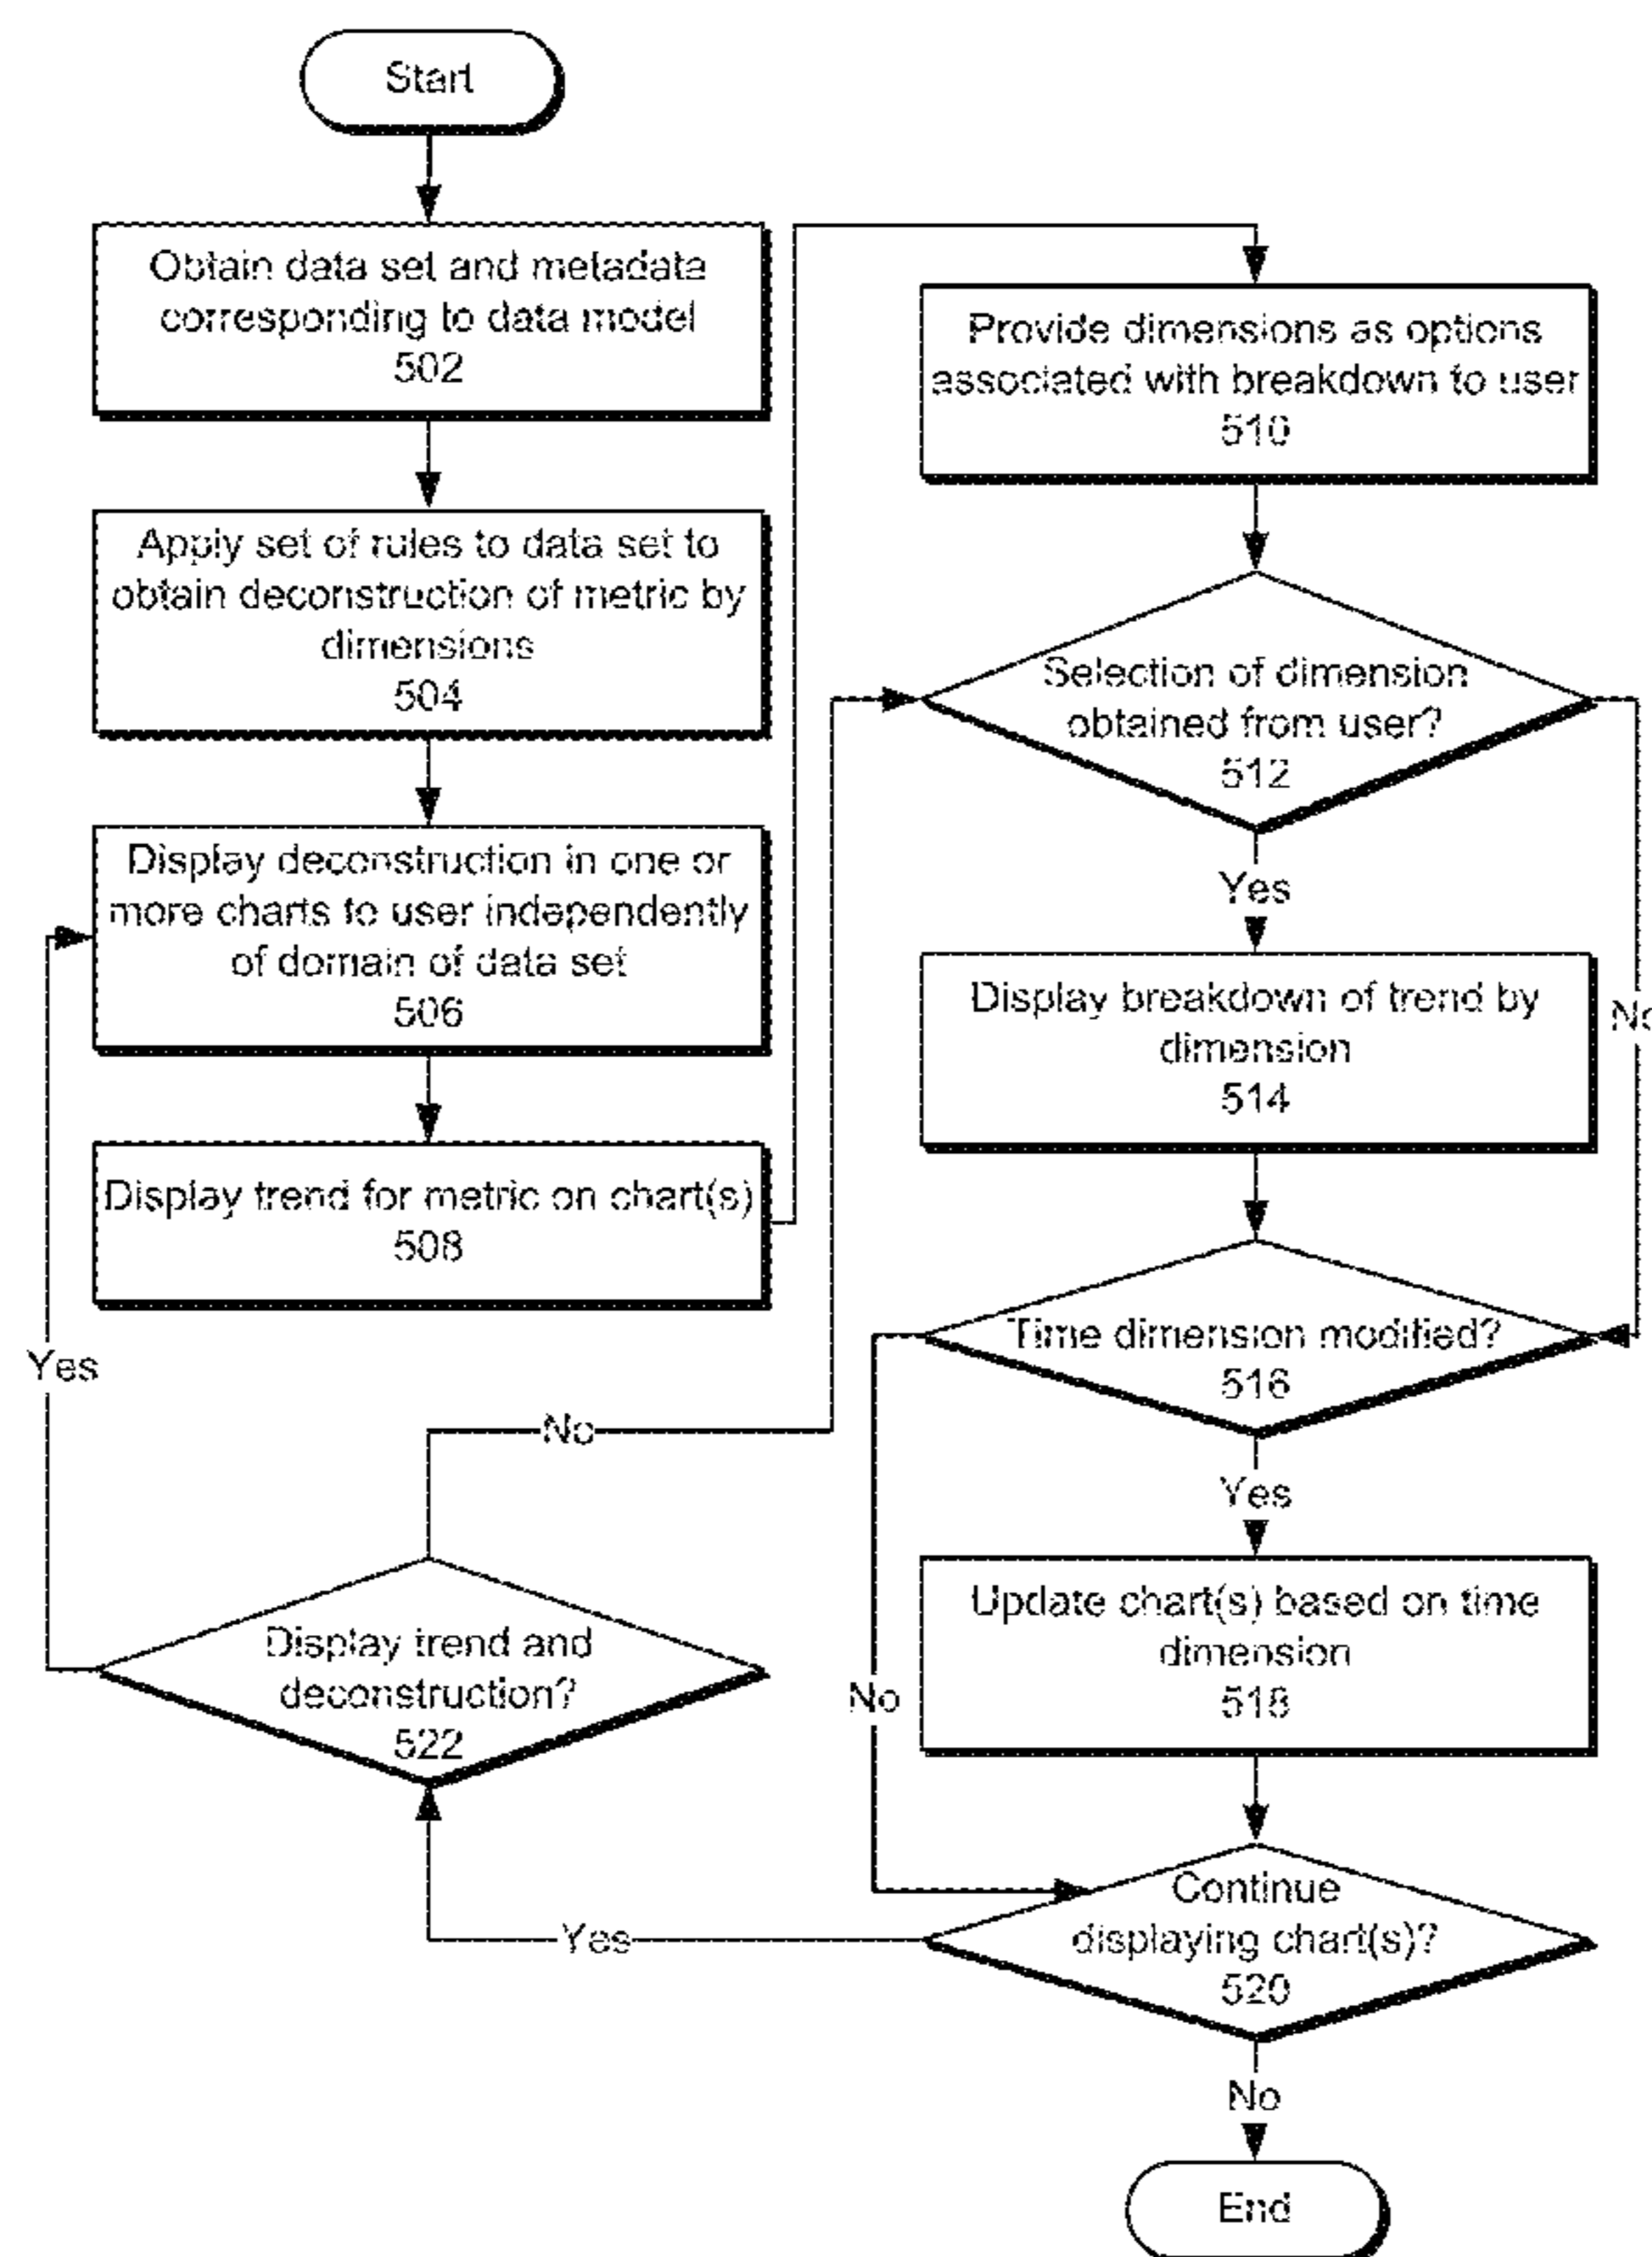 Start
Obtain data set and metadata
corresponding to data model
502
Apply set of rules to data set to
obtain deconstruction of metric by
dimensions
504
Display deconstruction in one or
more charts to user independently
of domain of data set
506
Display trend for metric on chart(s)
508
Provide dimensions as options
associated with breakdown to user
510
Selection of dimension
obtained from user?
512
Yes
No
Display breakdown of trend by
dimension
514
Time dimension modified?
516
Yes
No
Update chart(s) based on time
dimension
518
Continue
displaying chart(s)?
520
Yes
No
Display trend and
deconstruction?
522
Yes
No
End